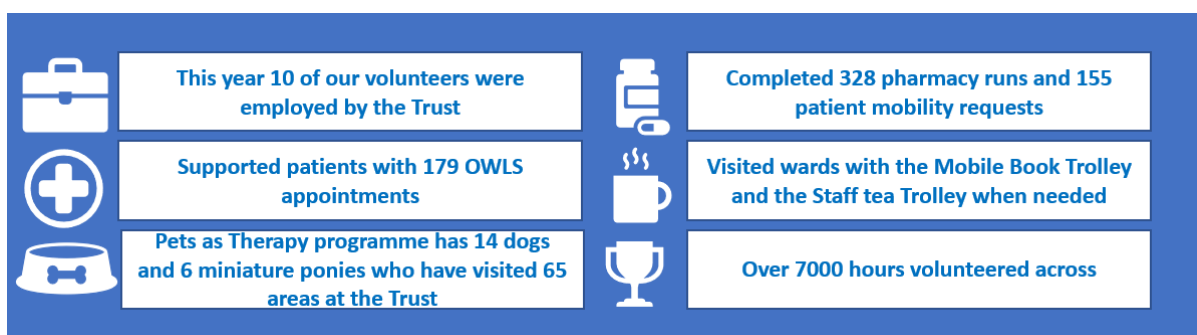 This year 10 of our volunteers were
employed by the Trust
Supported patients with 179 OWLS
appointments
Pets as Therapy programme has 14 dogs
and 6 miniature ponies who have visited 65
areas at the Trust
Completed 328 pharmacy runs and 155
patient mobility requests
Visited wards with the Mobile Book Trolley
and the Staff tea Trolley when needed
Over 7000 hours volunteered across